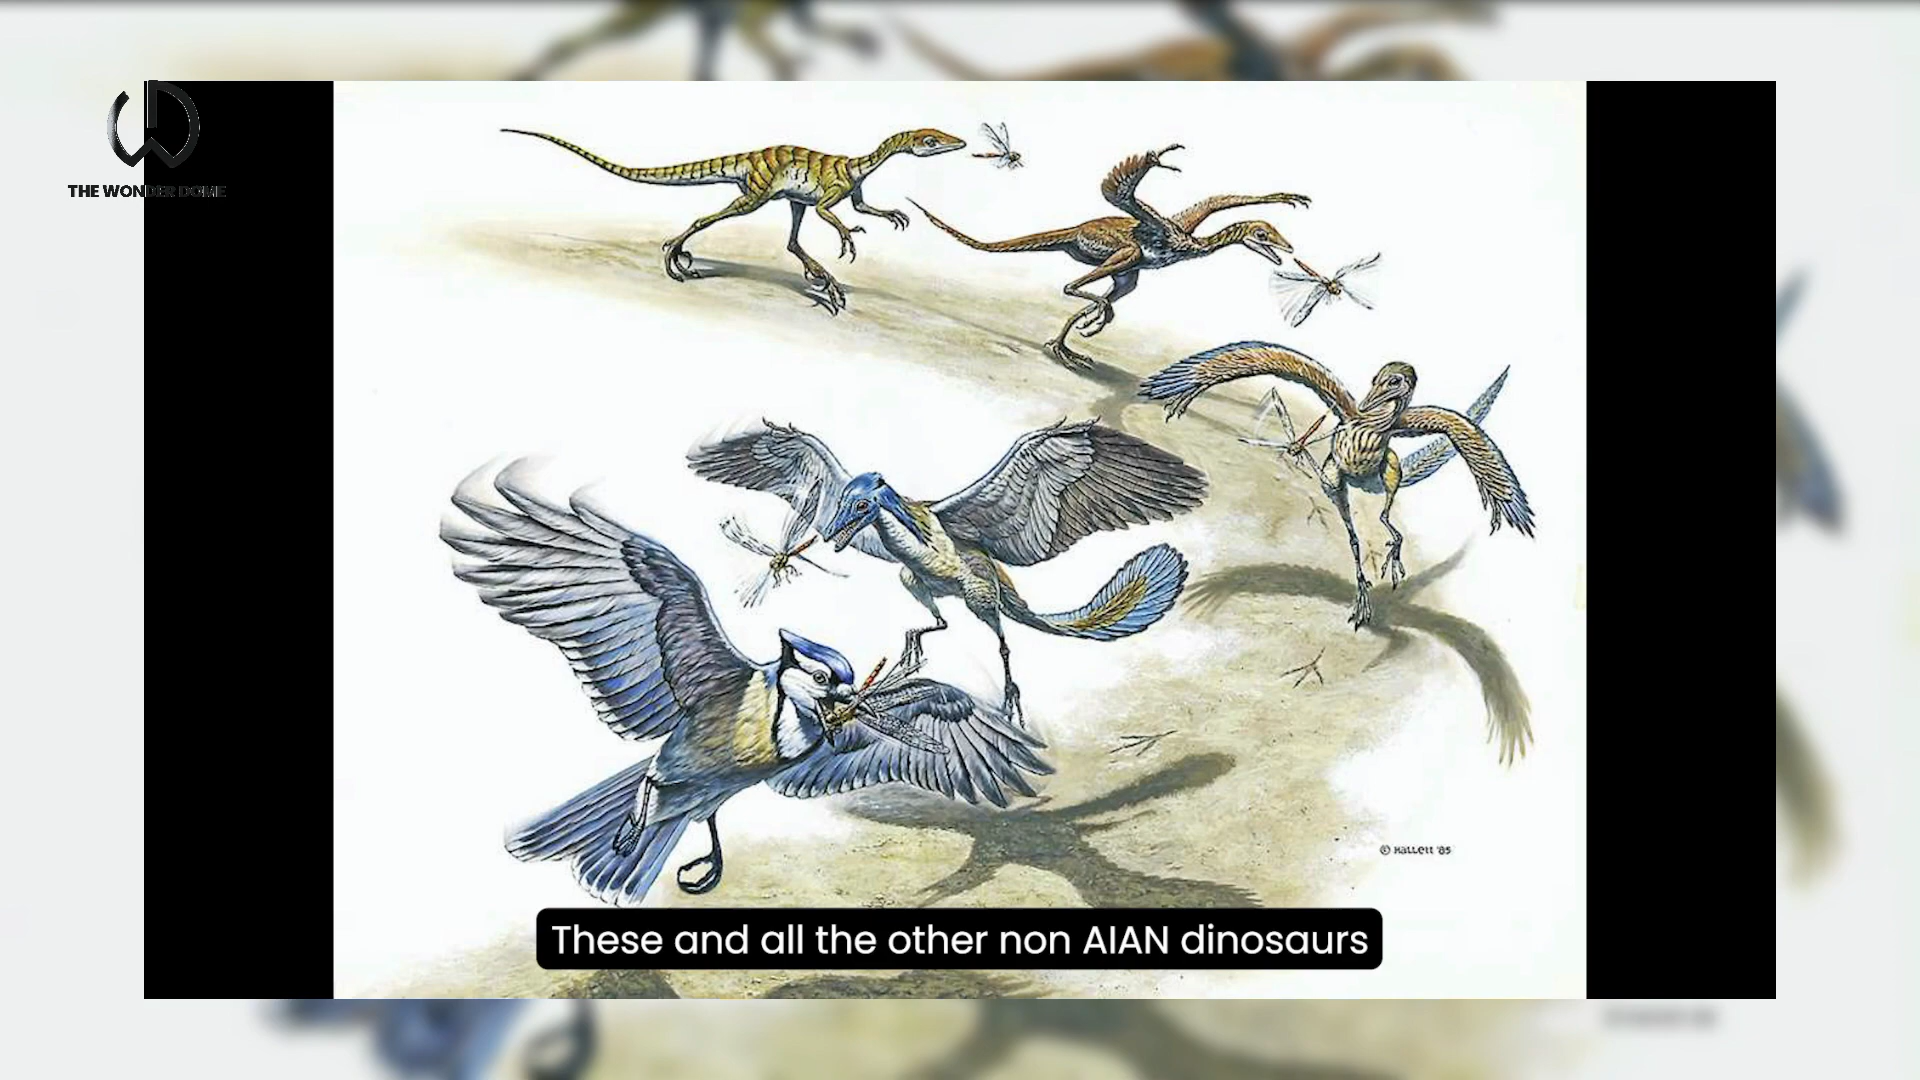 THE WONDER DOME
© HALLETT '85
These and all the other non AIAN dinosaurs